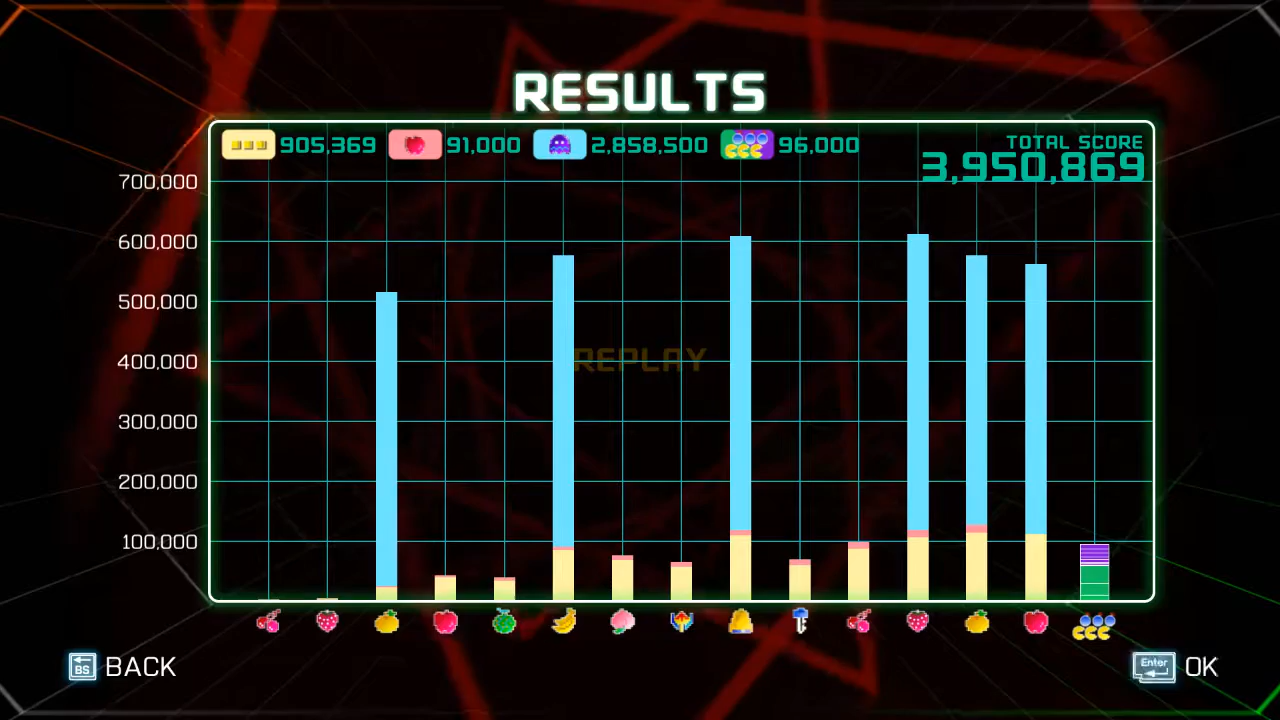 RESULTS
905,369 91,000 2,858,500 96,000
TOTAL SCORE
3,950,869
700,000
600,000
500,000
400,000
REPLAY
300,000
200,000
100,000
BS BACK
Enter OK